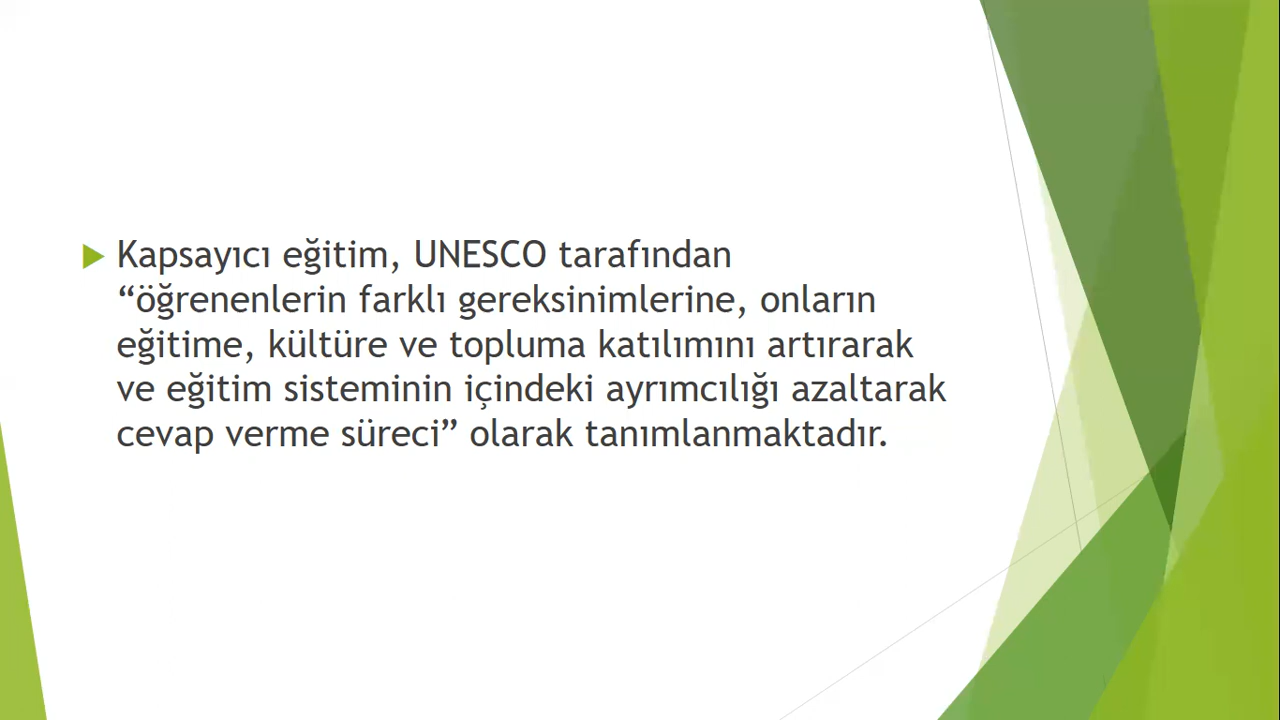 Kapsayıcı eğitim, UNESCO tarafından
“öğrenenlerin farklı gereksinimlerine, onların
eğitime, kültüre ve topluma katılımını artırarak
ve eğitim sisteminin içindeki ayrımcılığı azaltarak
cevap verme süreci” olarak tanımlanmaktadır.